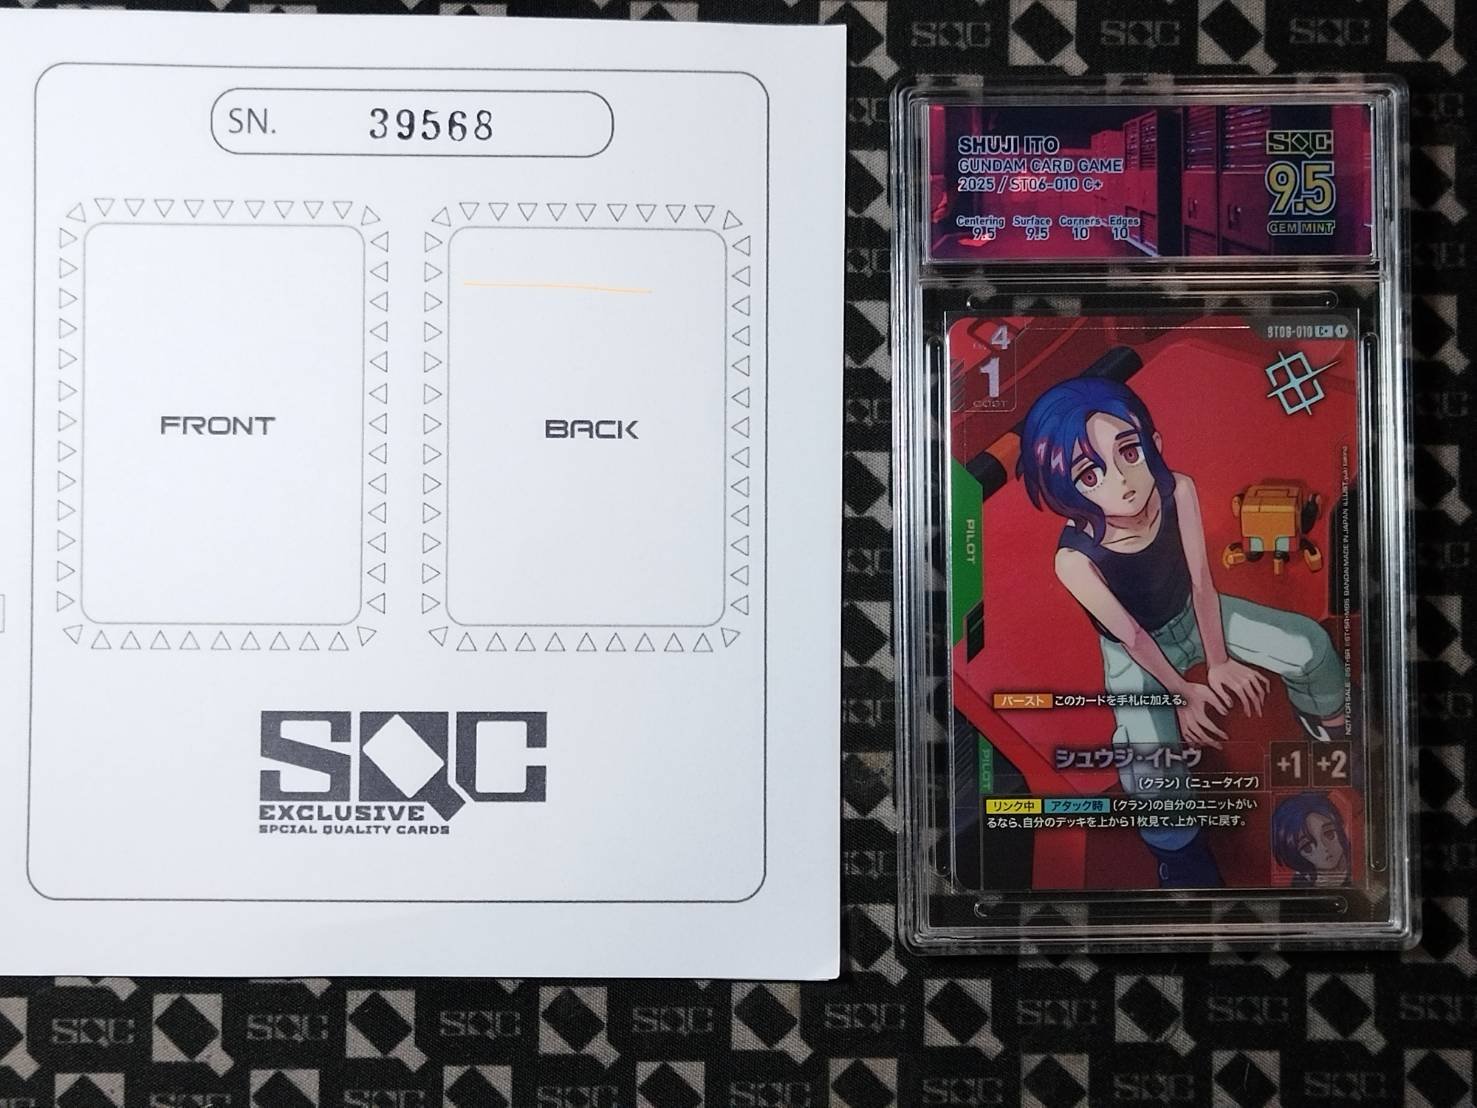 SN. 39568
FRONT
BACK
SQC
EXCLUSIVE
SPCIAL QUALITY CARDS
SHUJI ITO
GUNDAM CARD GAME
2025 / ST06-010 C+
Centering Surface Corners Edges
9.5 9.5 10 10
SQC
9.5
GEM MINT
4
1
COST
ST06-010 C+ 1
PILOT
バースト このカードを手札に加える。
PILOT
シュウジ・イトウ
+1 +2
〔クラン〕〔ニュータイプ〕
リンク中 アタック時 〔クラン〕の自分のユニットがい
るなら、自分のデッキを上から1枚見て、上か下に戻す。